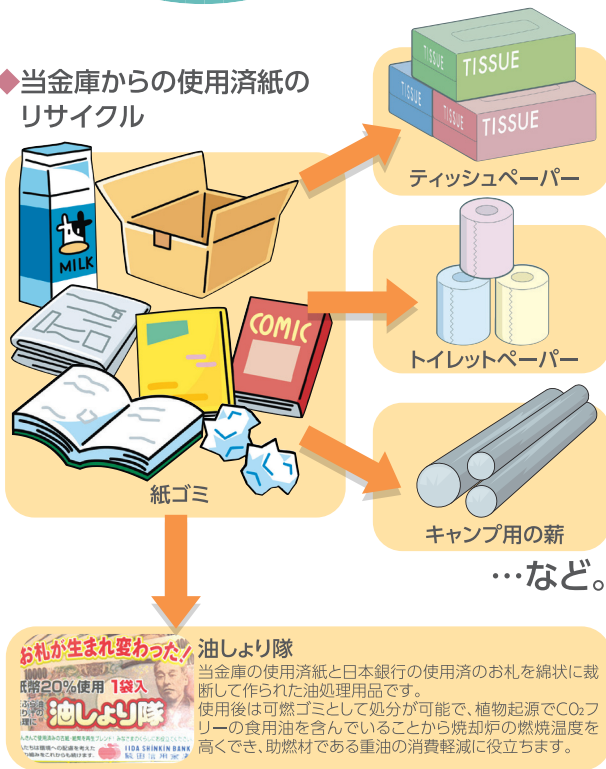 ◆当金庫からの使用済紙の
リサイクル
TISSUE
TISSUE
TISSUE
TISSUE
TISSUE
ティッシュペーパー
MILK
COMIC
紙ゴミ
トイレットペーパー
キャンプ用の薪
…など。
お札が生まれ変わった!
10000
紙幣20%使用 1袋入
油しょり隊
IIDA SHINKIN BANK
飯田信用金
油しょり隊
当金庫の使用済紙と日本銀行の使用済のお札を綿状に裁
断して作られた油処理用品です。
使用後は可燃ゴミとして処分が可能で、植物起源でCO₂フ
リーの食用油を含んでいることから焼却炉の燃焼温度を
高くでき、助燃材である重油の消費軽減に役立ちます。